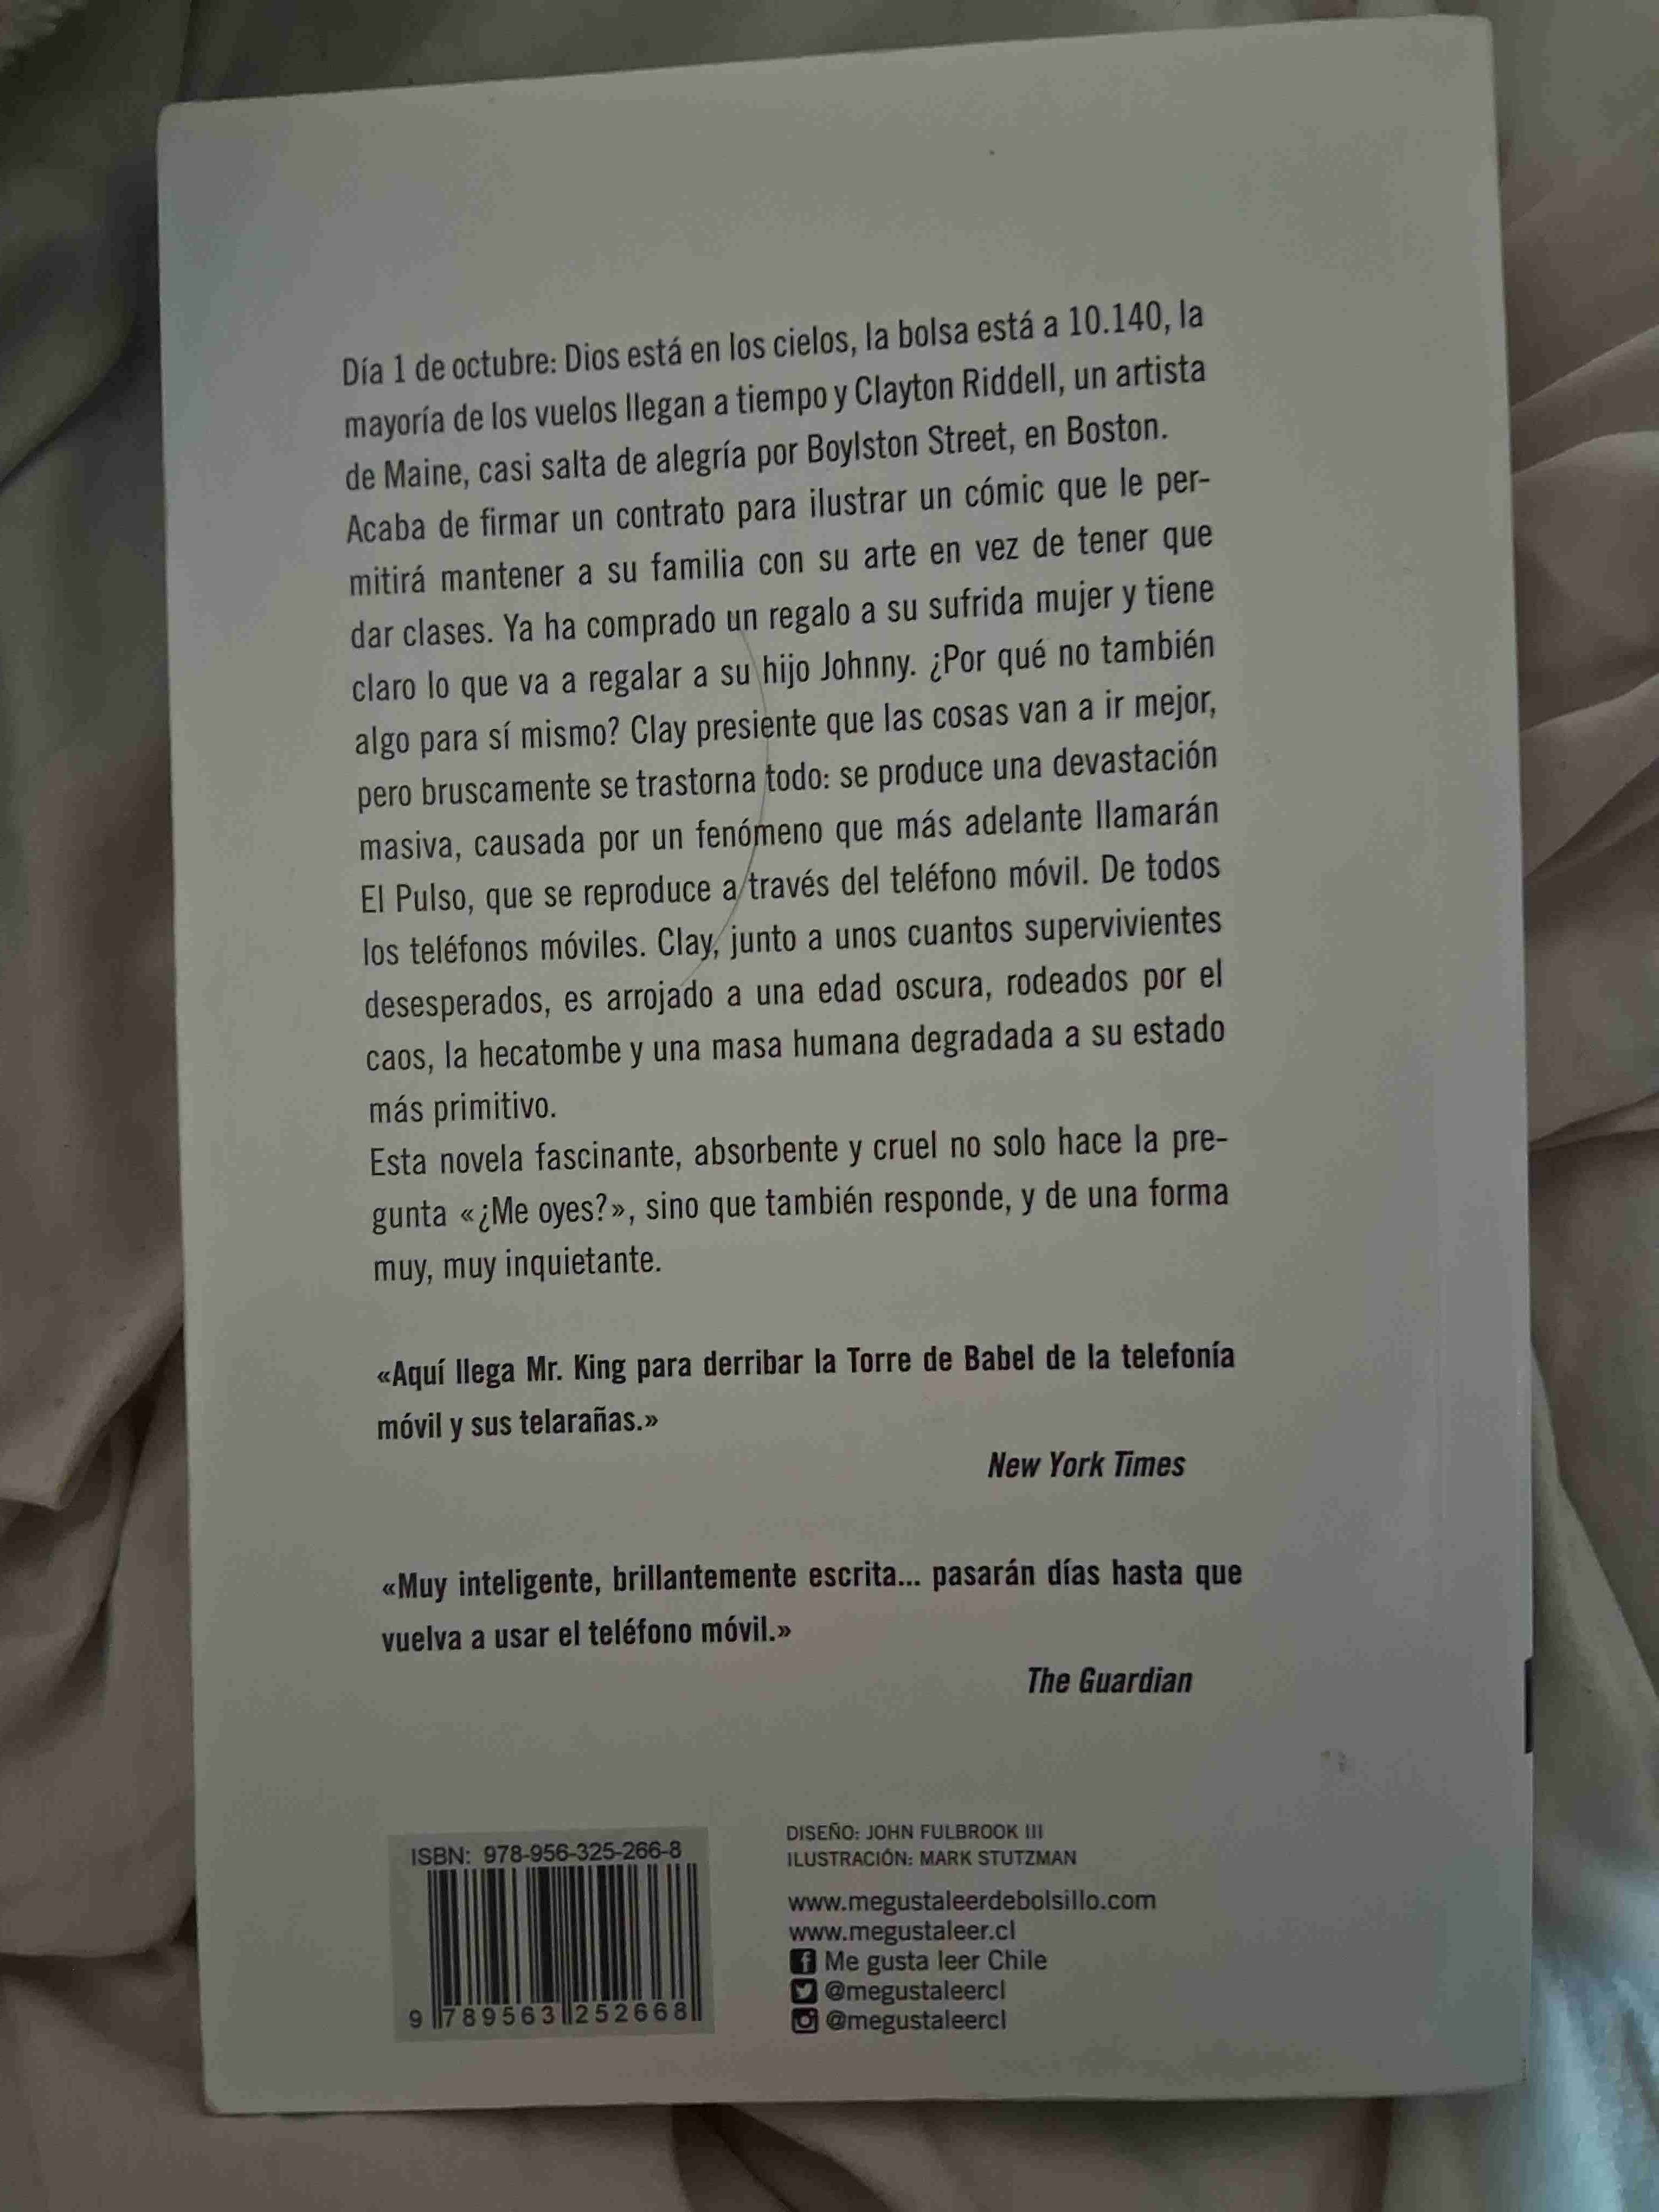 Día 1 de octubre: Dios está en los cielos, la bolsa está a 10.140, la
mayoría de los vuelos llegan a tiempo y Clayton Riddell, un artista
de Maine, casi salta de alegría por Boylston Street, en Boston.
Acaba de firmar un contrato para ilustrar un cómic que le per-
mitirá mantener a su familia con su arte en vez de tener que
dar clases. Ya ha comprado un regalo a su sufrida mujer y tiene
claro lo que va a regalar a su hijo Johnny. ¿Por qué no también
algo para sí mismo? Clay presiente que las cosas van a ir mejor,
pero bruscamente se trastorna todo: se produce una devastación
masiva, causada por un fenómeno que más adelante llamarán
El Pulso, que se reproduce a través del teléfono móvil. De todos
los teléfonos móviles. Clay, junto a unos cuantos supervivientes
desesperados, es arrojado a una edad oscura, rodeados por el
caos, la hecatombe y una masa humana degradada a su estado
más primitivo.
Esta novela fascinante, absorbente y cruel no solo hace la pre-
gunta «¿Me oyes?», sino que también responde, y de una forma
muy, muy inquietante.
«Aquí llega Mr. King para derribar la Torre de Babel de la telefonía
móvil y sus telarañas.»
New York Times
«Muy inteligente, brillantemente escrita... pasarán días hasta que
vuelva a usar el teléfono móvil.»
The Guardian
ISBN: 978-956-325-266-8
9 789563 252668
DISEÑO: JOHN FULBROOK III
ILUSTRACIÓN: MARK STUTZMAN
www.megustaleerdebolsillo.com
www.megustaleer.cl
Me gusta leer Chile
@megustaleercl
@megustaleercl